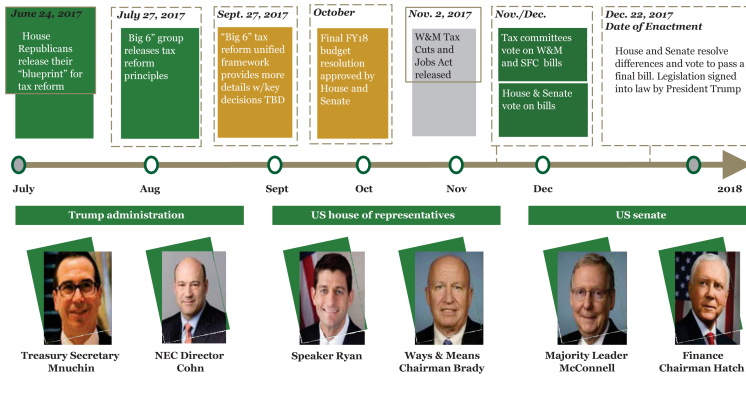 June 24, 2017
House
Republicans
release their
“blueprint” for
tax reform
July 27, 2017
Big 6” group
releases tax
reform
principles
Sept. 27, 2017
“Big 6” tax
reform unified
framework
provides more
details w/key
decisions TBD
October
Final FY18
budget
resolution
approved by
House and
Senate
Nov. 2, 2017
W&M Tax
Cuts and
Jobs Act
released
Nov./Dec.
Tax committees
vote on W&M
and SFC bills
House & Senate
vote on bills
Dec. 22, 2017
Date of Enactment
House and Senate resolve
differences and vote to pass a
final bill. Legislation signed
into law by President Trump
July
Aug
Sept
Oct
Nov
Dec
2018
Trump administration
US house of representatives
US senate
Treasury Secretary
Mnuchin
NEC Director
Cohn
Speaker Ryan
Ways & Means
Chairman Brady
Majority Leader
McConnell
Finance
Chairman Hatch